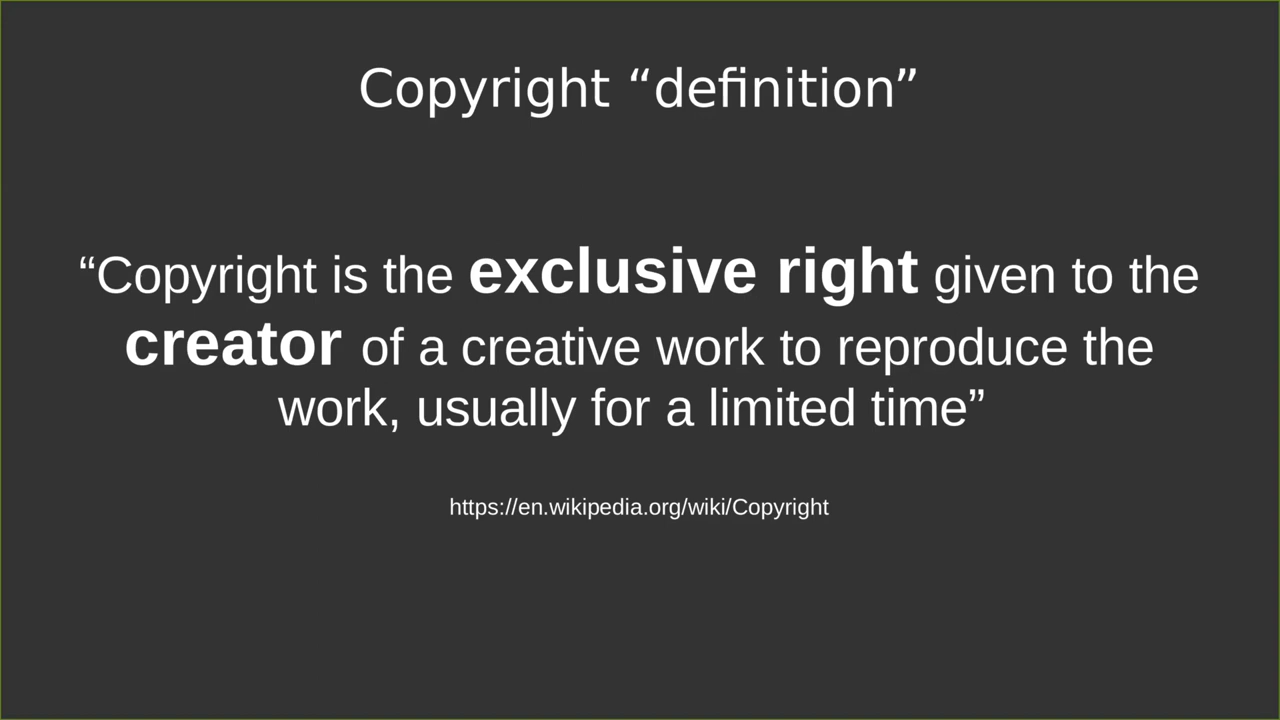 Copyright “definition”
“Copyright is the exclusive right given to the
creator of a creative work to reproduce the
work, usually for a limited time”
https://en.wikipedia.org/wiki/Copyright